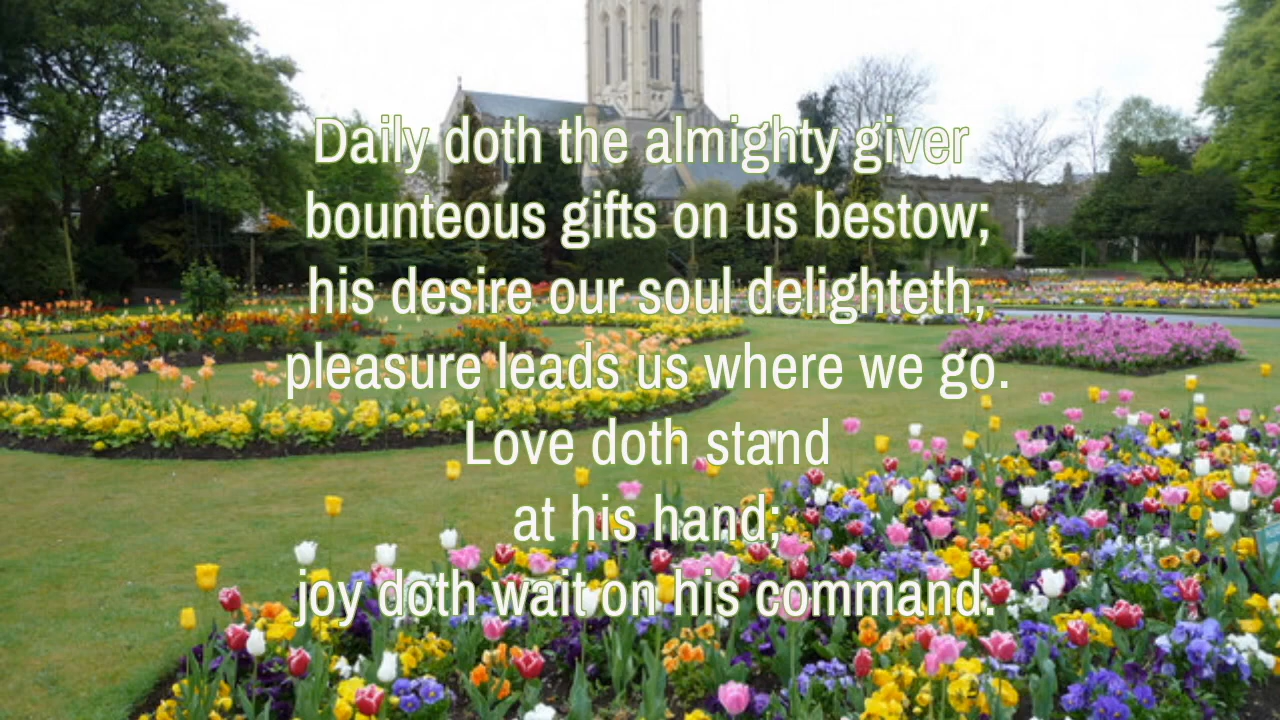 Daily doth the almighty giver
bounteous gifts on us bestow;
his desire our soul delighteth,
pleasure leads us where we go.
Love doth stand
at his hand;
joy doth wait on his command.